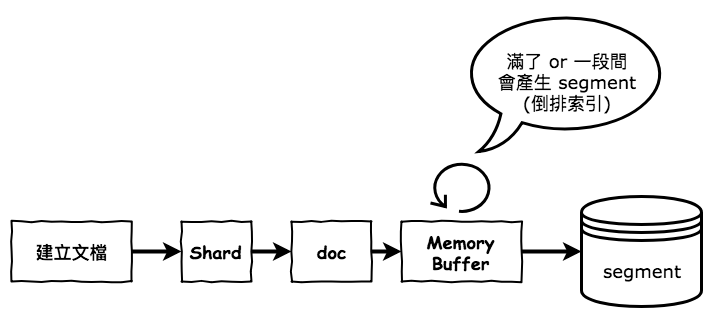 滿了 or 一段間
會產生 segment
(倒排索引)
建立文檔
Shard
doc
Memory
Buffer
segment